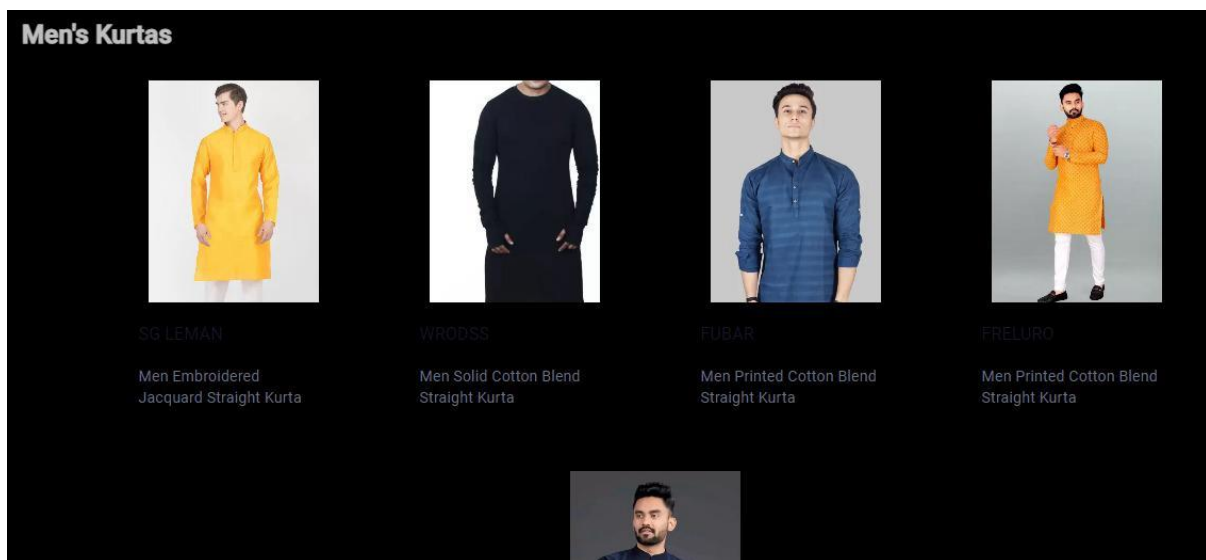 Men's Kurtas
SG LEMAN
WRODSS
FUBAR
FRELURO
Men Embroidered
Jacquard Straight Kurta
Men Solid Cotton Blend
Straight Kurta
Men Printed Cotton Blend
Straight Kurta
Men Printed Cotton Blend
Straight Kurta